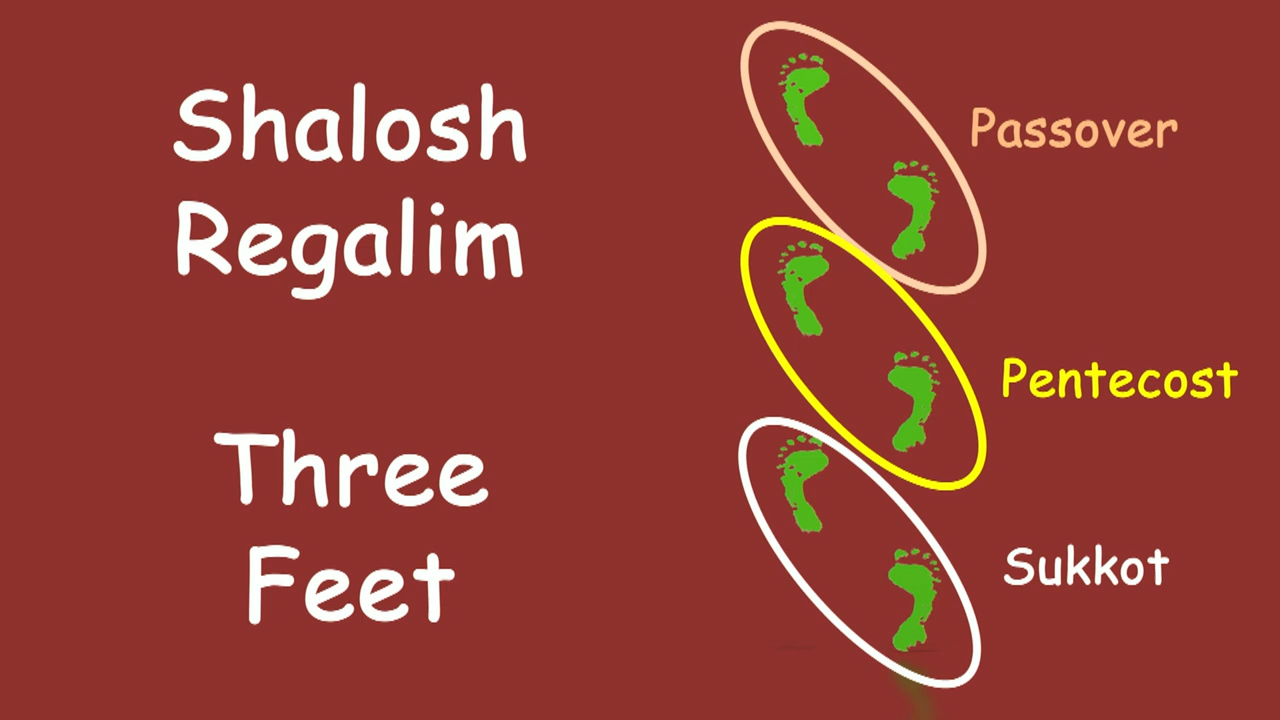 Shalosh
Regalim
Three
Feet
Passover
Pentecost
Sukkot